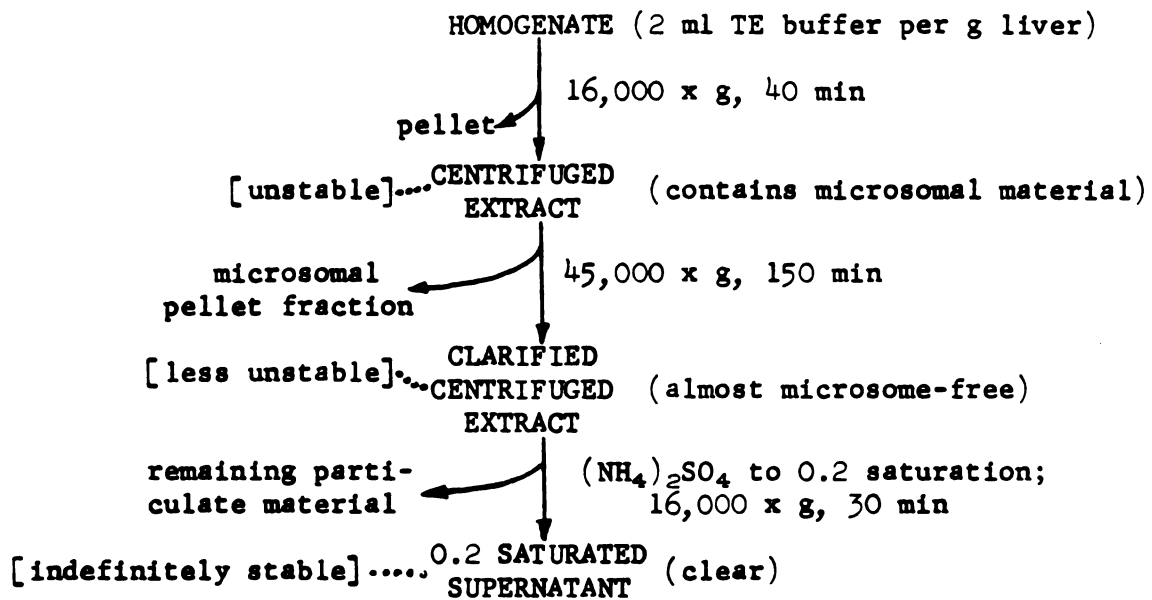 HOMOGENATE (2 ml TE buffer per g liver)
16,000 x g, 40 min
pellet
[unstable]....CENTRIFUGED (contains microsomal material)
EXTRACT
microsomal 45,000 x g, 150 min
pellet fraction
CLARIFIED
[less unstable]...CENTRIFUGED (almost microsome-free)
EXTRACT
remaining parti- (NH₄)₂SO₄ to 0.2 saturation;
culate material 16,000 x g, 30 min
[indefinitely stable].....0.2 SATURATED (clear)
SUPERNATANT